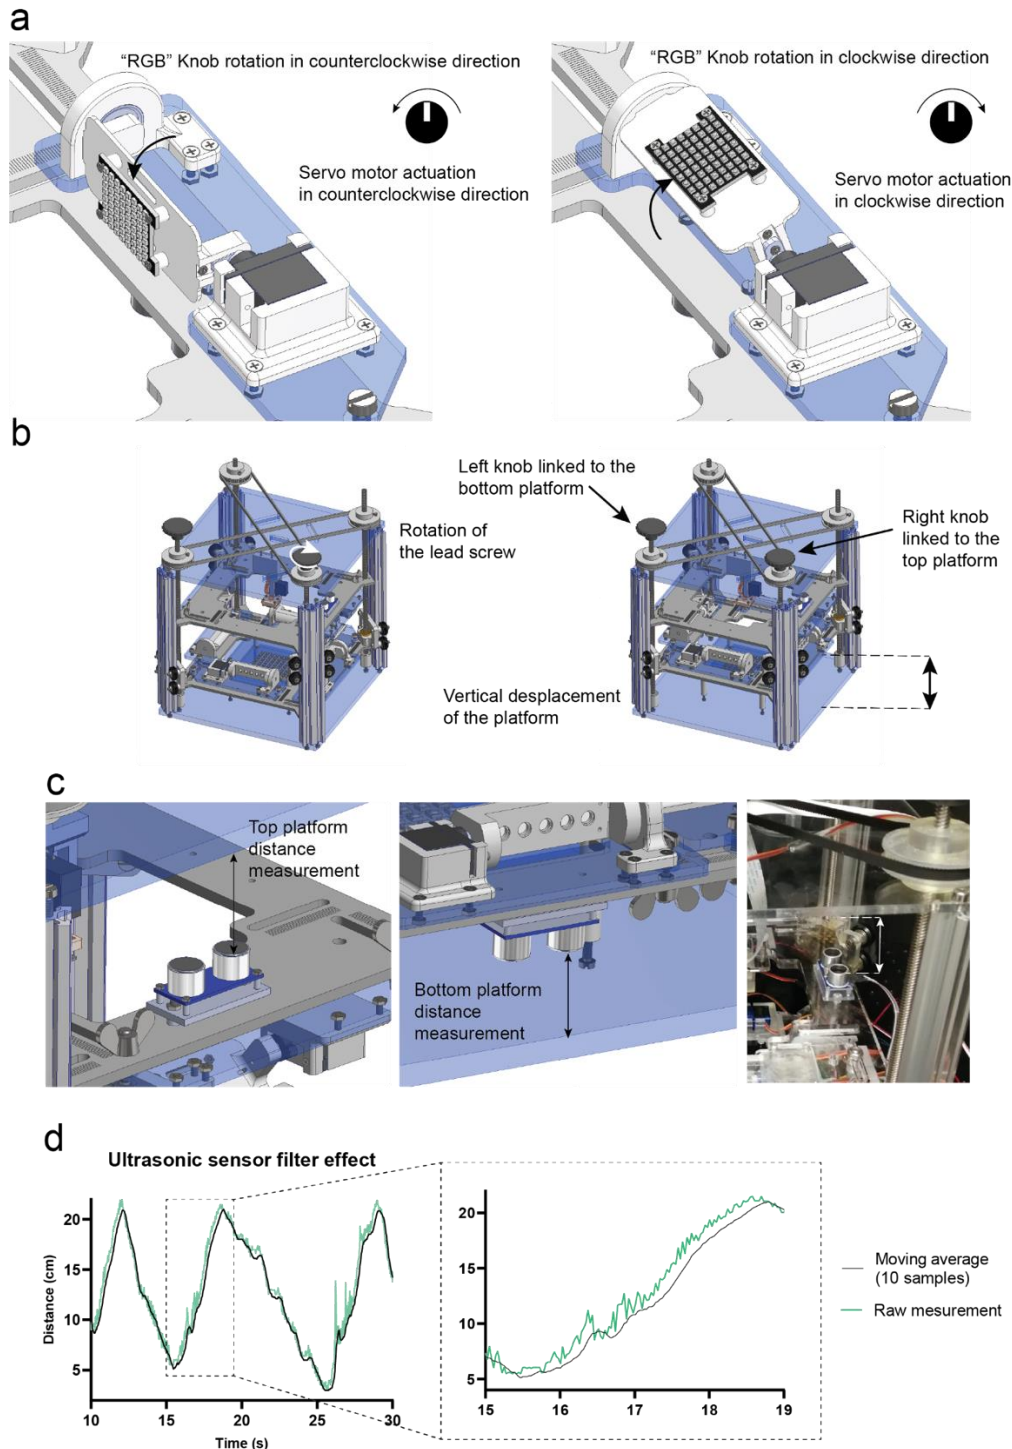 a
“RGB” Knob rotation in counterclockwise direction
Servo motor actuation
in counterclockwise direction
“RGB” Knob rotation in clockwise direction
Servo motor actuation
in clockwise direction
b
Rotation of
the lead screw
Left knob linked to the
bottom platform
Right knob
linked to the
top platform
Vertical desplacement
of the platform
c
Top platform
distance
measurement
Bottom platform
distance
measurement
d
Ultrasonic sensor filter effect
Distance (cm)
20
15
10
5
10
15
20
25
30
Time (s)
20
15
10
5
15
16
17
18
19
Moving average
(10 samples)
Raw mesurement